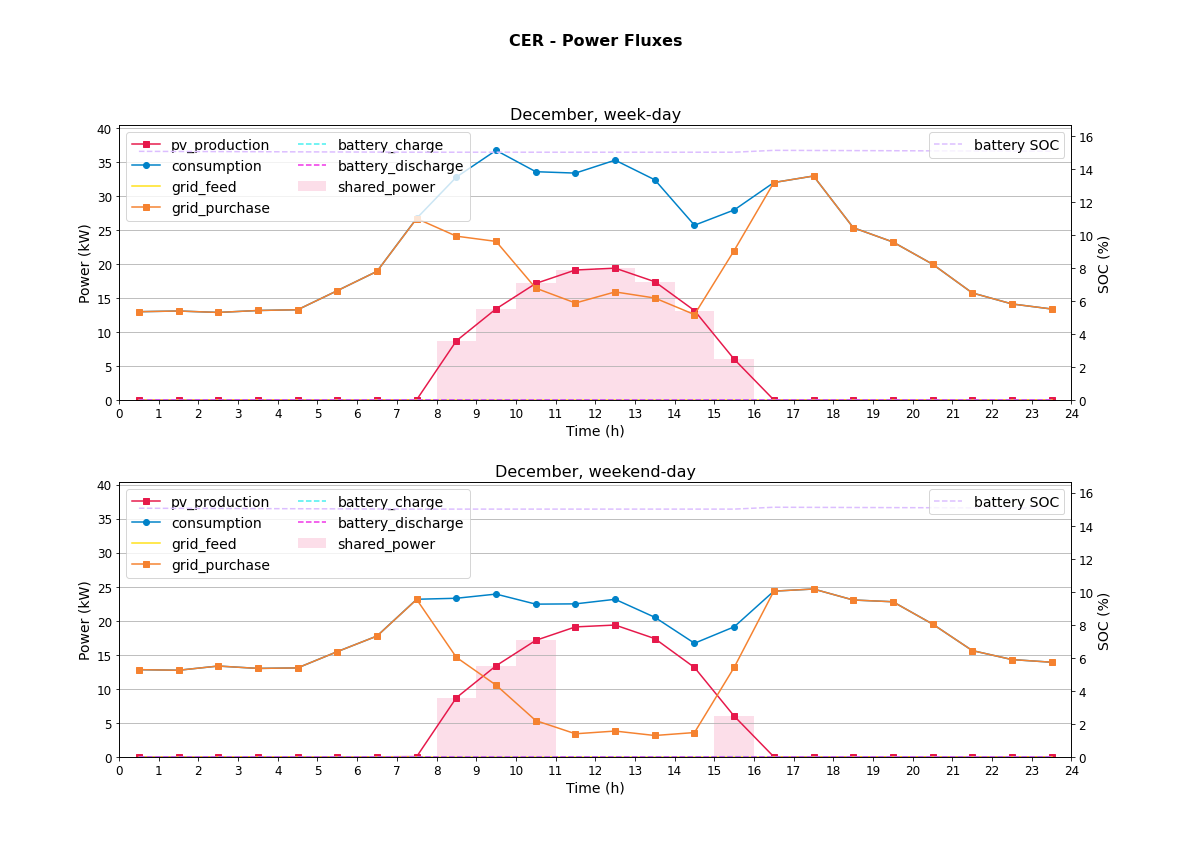 CER - Power Fluxes
December, week-day
pv_production
consumption
grid_feed
grid_purchase
battery_charge
battery_discharge
shared_power
battery SOC
Power (kW)
40
35
30
25
20
15
10
5
0
SOC (%)
16
14
12
10
8
6
4
2
0
0 1 2 3 4 5 6 7 8 9 10 11 12 13 14 15 16 17 18 19 20 21 22 23 24
Time (h)
December, weekend-day
pv_production
consumption
grid_feed
grid_purchase
battery_charge
battery_discharge
shared_power
battery SOC
Power (kW)
40
35
30
25
20
15
10
5
0
SOC (%)
16
14
12
10
8
6
4
2
0
0 1 2 3 4 5 6 7 8 9 10 11 12 13 14 15 16 17 18 19 20 21 22 23 24
Time (h)